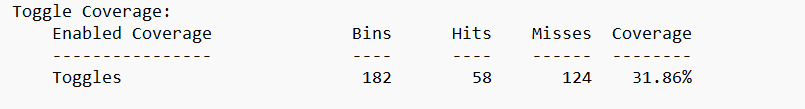 Toggle Coverage:
Enabled Coverage Bins Hits Misses Coverage
---------------- ---- ---- ------ --------
Toggles 182 58 124 31.86%